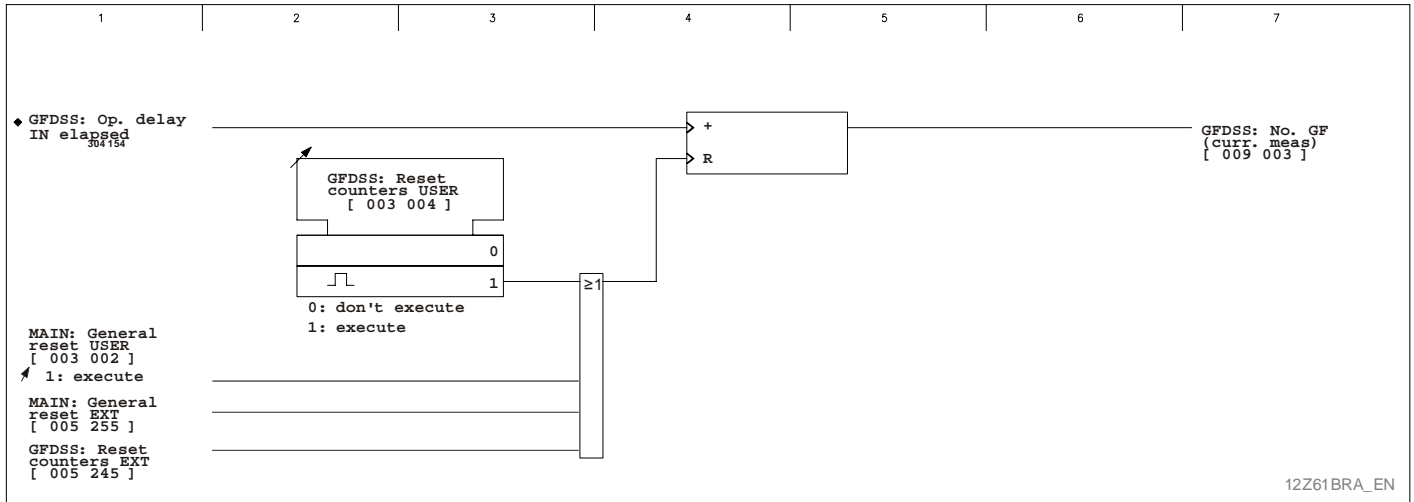 1 2 3 4 5 6 7
GFDSS: Op. delay
IN elapsed
304 154
+
R
GFDSS: No. GF
(curr. meas)
[ 009 003 ]
GFDSS: Reset
counters USER
[ 003 004 ]
0
1
≥1
0: don't execute
1: execute
MAIN: General
reset USER
[ 003 002 ]
1: execute
MAIN: General
reset EXT
[ 005 255 ]
GFDSS: Reset
counters EXT
[ 005 245 ]
12Z61BRA_EN